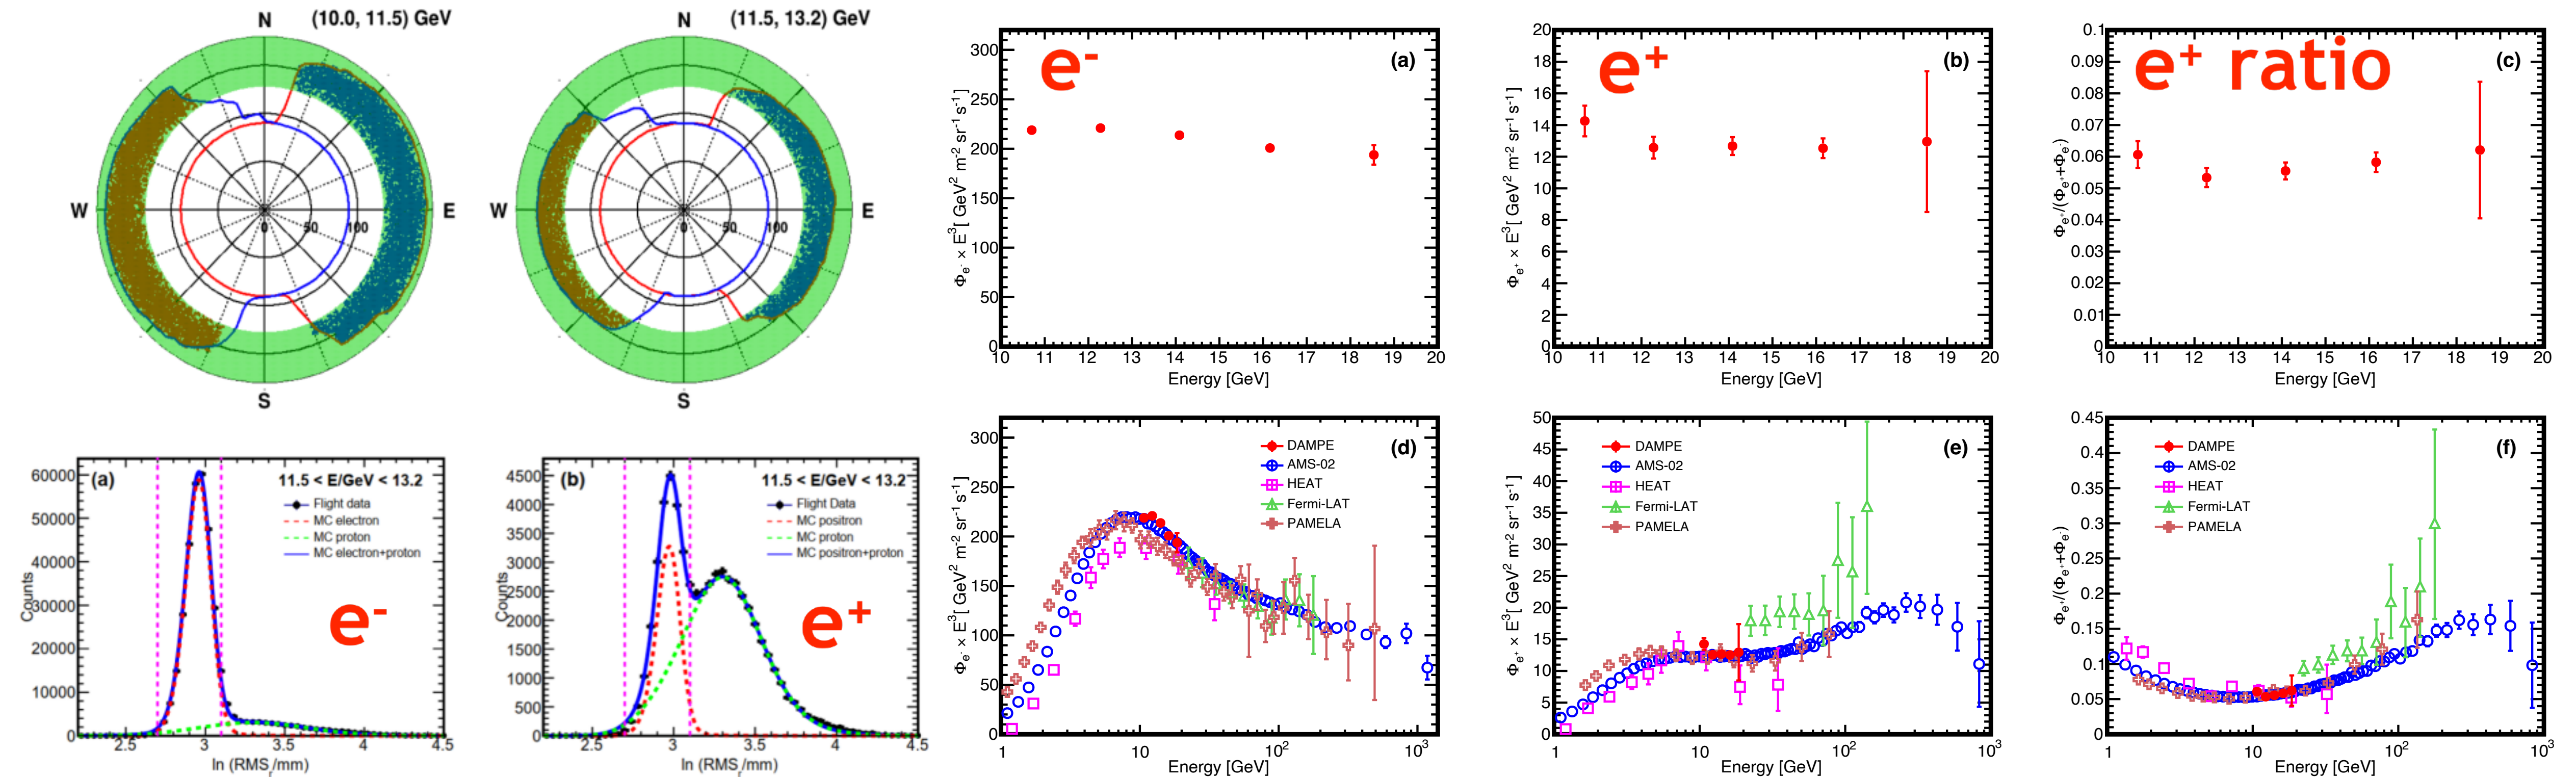 N (10.0, 11.5) GeV
W 0 50 100 E
S
N (11.5, 13.2) GeV
W 0 50 100 E
S
e-
(a)
300
250
200
150
100
50
0
Φe- × E3 [ GeV2 m-2 sr-1 s-1 ]
10 11 12 13 14 15 16 17 18 19 20
Energy [GeV]
e+
(b)
20
18
16
14
12
10
8
6
4
2
0
Φe+ × E3 [ GeV2 m-2 sr-1 s-1 ]
10 11 12 13 14 15 16 17 18 19 20
Energy [GeV]
e+ ratio
(c)
0.1
0.09
0.08
0.07
0.06
0.05
0.04
0.03
0.02
0.01
0
Φe+/(Φe++Φe-)
10 11 12 13 14 15 16 17 18 19 20
Energy [GeV]
(a) 11.5 < E/GeV < 13.2
Flight data
MC electron
MC proton
MC electron+proton
e-
60000
50000
40000
30000
20000
10000
0
Counts
2.5 3 3.5 4 4.5
ln (RMSr/mm)
(b) 11.5 < E/GeV < 13.2
Flight Data
MC positron
MC proton
MC positron+proton
e+
4500
4000
3500
3000
2500
2000
1500
1000
500
0
Counts
2.5 3 3.5 4 4.5
ln (RMSr/mm)
(d)
DAMPE
AMS-02
HEAT
Fermi-LAT
PAMELA
300
250
200
150
100
50
0
Φe- × E3 [ GeV2 m-2 sr-1 s-1 ]
1 10 102 103
Energy [GeV]
(e)
DAMPE
AMS-02
HEAT
Fermi-LAT
PAMELA
50
45
40
35
30
25
20
15
10
5
0
Φe+ × E3 [ GeV2 m-2 sr-1 s-1 ]
1 10 102 103
Energy [GeV]
(f)
DAMPE
AMS-02
HEAT
Fermi-LAT
PAMELA
0.45
0.4
0.35
0.3
0.25
0.2
0.15
0.1
0.05
0
Φe+/(Φe++Φe-)
1 10 102 103
Energy [GeV]